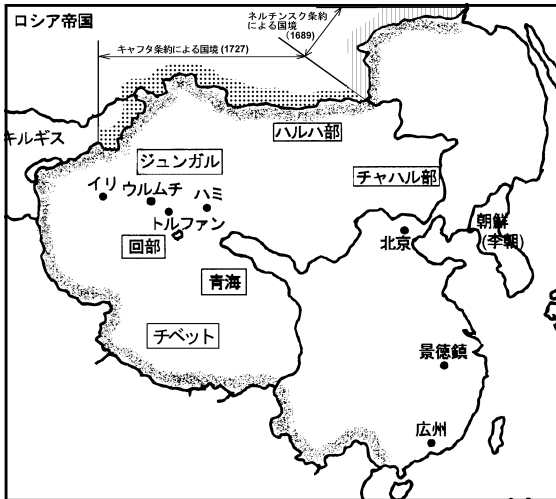 ロシア帝国
ネルチンスク条約
による国境
(1689)
キャフタ条約による国境(1727)
キルギス
ハルハ部
ジュンガル
チャハル部
イリ
ウルムチ
ハミ
トルファン
回部
北京
朝鮮
(李朝)
青海
チベット
景徳鎮
広州